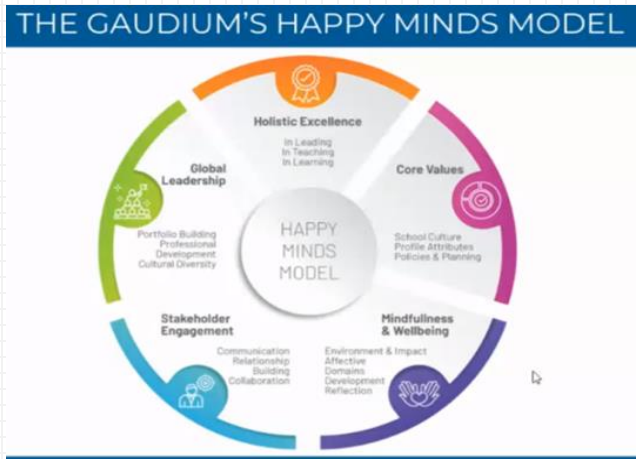 THE GAUDIUM'S HAPPY MINDS MODEL
Holistic Excellence
In Leading
In Teaching
In Learning
Core Values
School Culture
Profile Attributes
Policies & Planning
Mindfullness
& Wellbeing
Environment & Impact
Affective
Domains
Development
Reflection
Stakeholder
Engagement
Communication
Relationship
Building
Collaboration
Global
Leadership
Portfolio Building
Professional
Development
Cultural Diversity
HAPPY
MINDS
MODEL